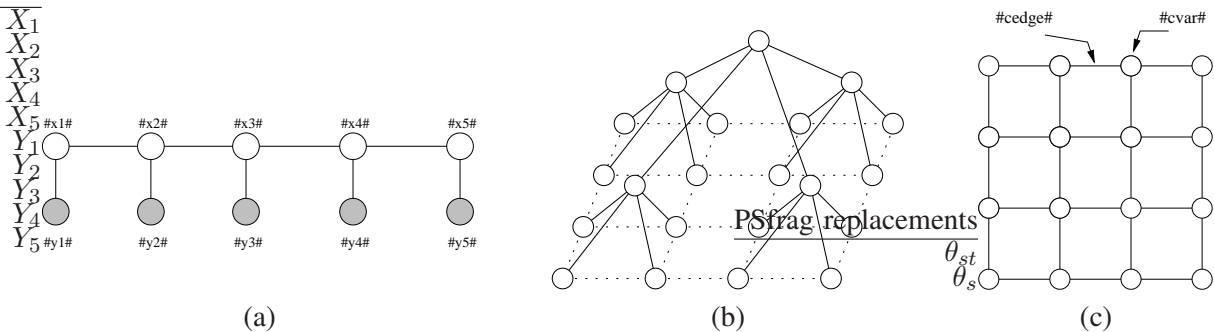 X1
X2
X3
X4
X5
Y1
Y2
Y3
Y4
Y5
#x1# #x2# #x3# #x4# #x5#
#y1# #y2# #y3# #y4# #y5#
(a)
PSfrag replacements
θst
θs
(b)
#cedge# #cvar#
(c)